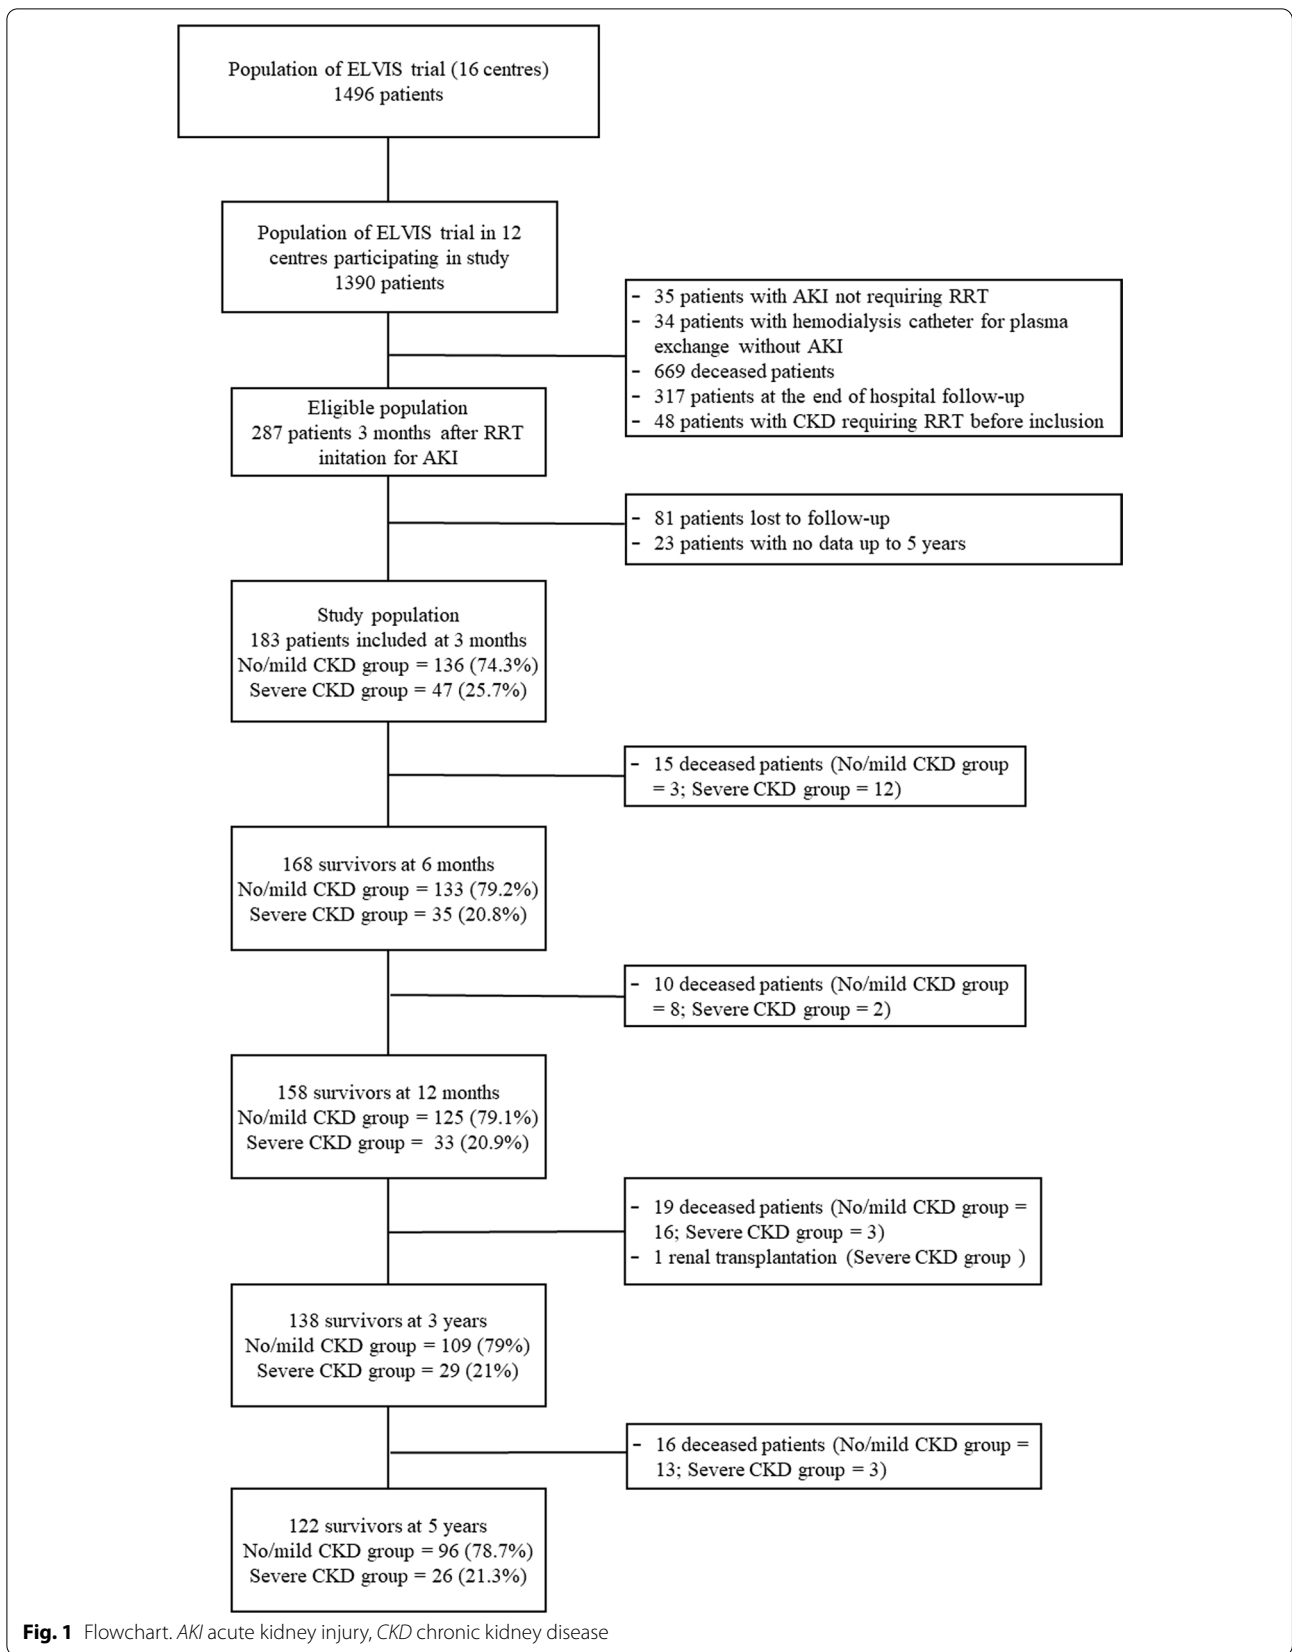 Population of ELVIS trial (16 centres)
1496 patients
Population of ELVIS trial in 12
centres participating in study
1390 patients
- 35 patients with AKI not requiring RRT
- 34 patients with hemodialysis catheter for plasma
exchange without AKI
- 669 deceased patients
- 317 patients at the end of hospital follow-up
- 48 patients with CKD requiring RRT before inclusion
Eligible population
287 patients 3 months after RRT
initation for AKI
- 81 patients lost to follow-up
- 23 patients with no data up to 5 years
Study population
183 patients included at 3 months
No/mild CKD group = 136 (74.3%)
Severe CKD group = 47 (25.7%)
- 15 deceased patients (No/mild CKD group
= 3; Severe CKD group = 12)
168 survivors at 6 months
No/mild CKD group = 133 (79.2%)
Severe CKD group = 35 (20.8%)
- 10 deceased patients (No/mild CKD group
= 8; Severe CKD group = 2)
158 survivors at 12 months
No/mild CKD group = 125 (79.1%)
Severe CKD group = 33 (20.9%)
- 19 deceased patients (No/mild CKD group =
16; Severe CKD group = 3)
- 1 renal transplantation (Severe CKD group )
138 survivors at 3 years
No/mild CKD group = 109 (79%)
Severe CKD group = 29 (21%)
- 16 deceased patients (No/mild CKD group =
13; Severe CKD group = 3)
122 survivors at 5 years
No/mild CKD group = 96 (78.7%)
Severe CKD group = 26 (21.3%)
Fig. 1 Flowchart. AKI acute kidney injury, CKD chronic kidney disease